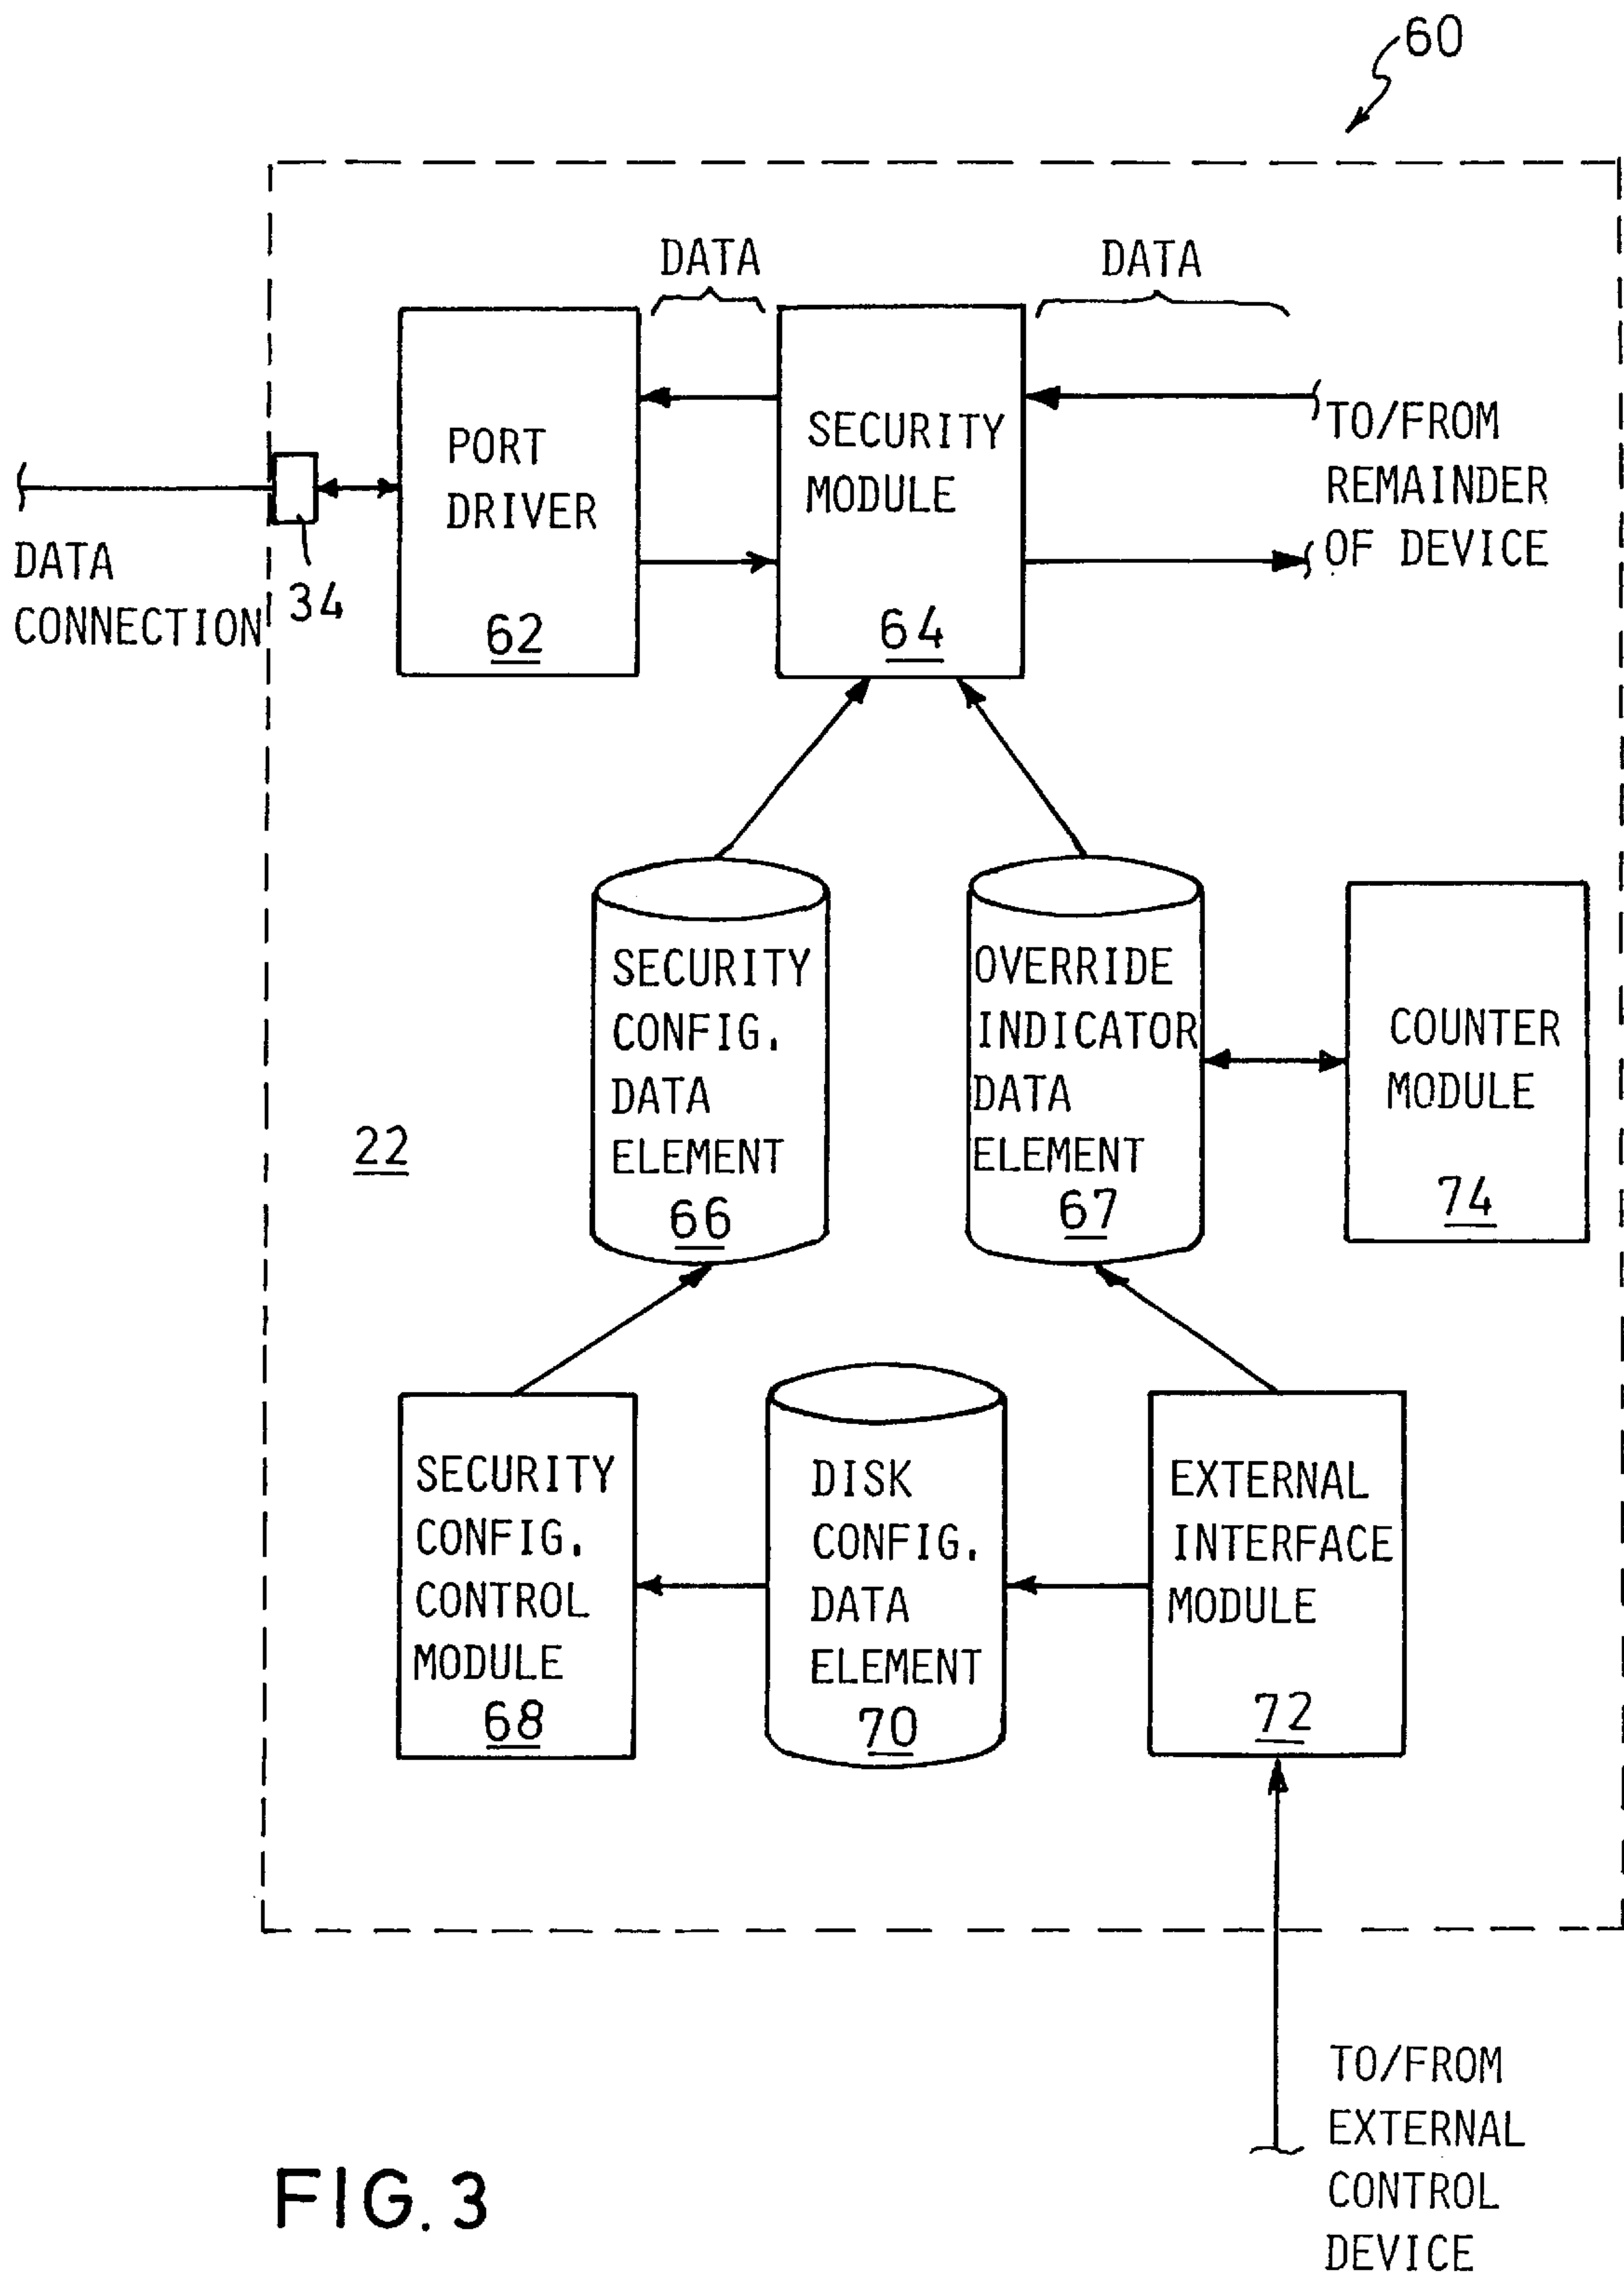 60
DATA
DATA
PORT
DRIVER
62
SECURITY
MODULE
64
TO/FROM
REMAINDER
OF DEVICE
DATA
CONNECTION
34
SECURITY
CONFIG.
DATA
ELEMENT
66
OVERRIDE
INDICATOR
DATA
ELEMENT
67
COUNTER
MODULE
74
22
SECURITY
CONFIG.
CONTROL
MODULE
68
DISK
CONFIG.
DATA
ELEMENT
70
EXTERNAL
INTERFACE
MODULE
72
TO/FROM
EXTERNAL
CONTROL
DEVICE
FIG. 3